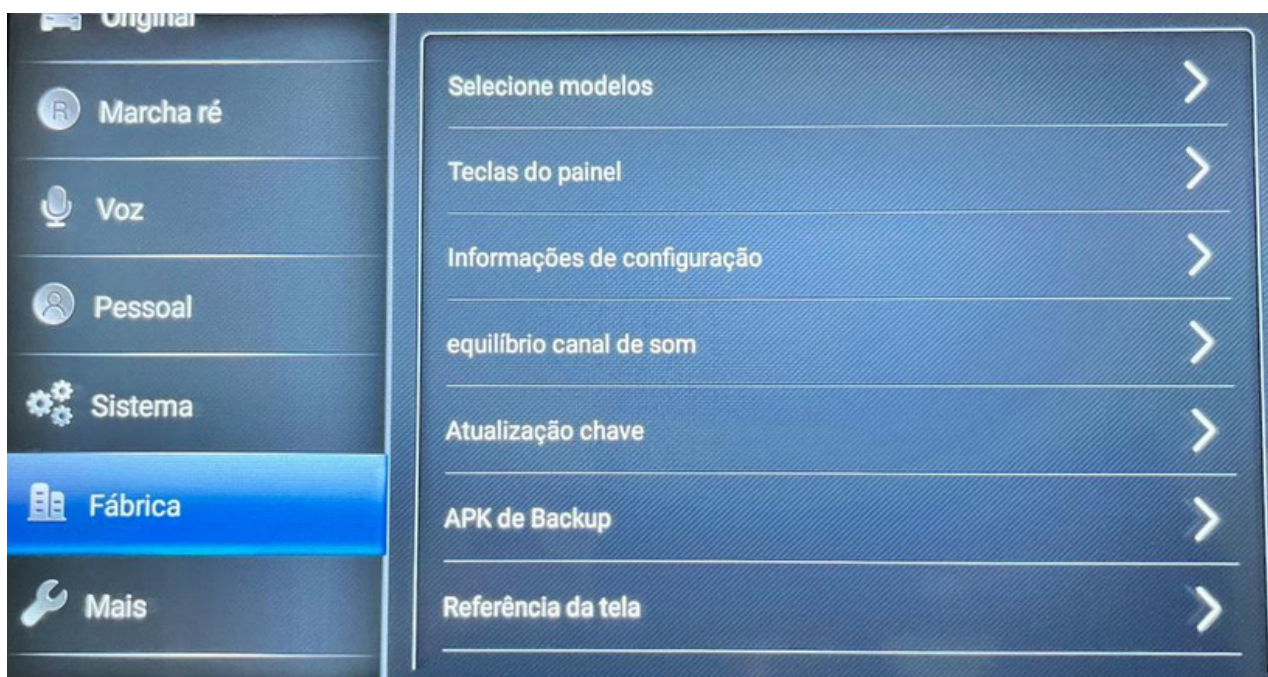 Original
R
Marcha ré
Voz
Pessoal
Sistema
Fábrica
Mais
Selecione modelos
Teclas do painel
Informações de configuração
equilíbrio canal de som
Atualização chave
APK de Backup
Referência da tela